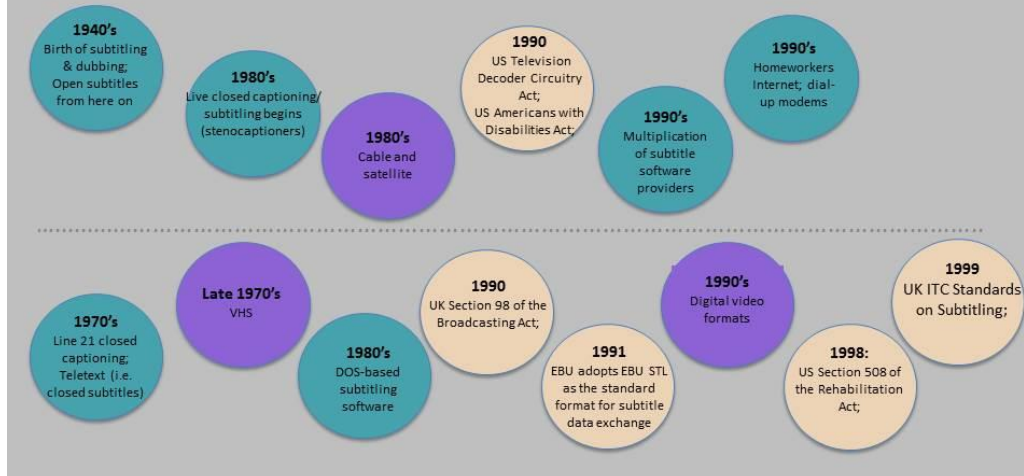 1940's
Birth of subtitling
& dubbing;
Open subtitles
from here on
1980's
Live closed captioning/
subtitling begins
(stenocaptioners)
1980's
Cable and
satellite
1990
US Television
Decoder Circuitry
Act;
US Americans with
Disabilities Act;
1990's
Multiplication
of subtitle
software
providers
1990's
Homeworkers
Internet; dial-
up modems
1970's
Line 21 closed
captioning;
Teletext (i.e.
closed subtitles)
Late 1970's
VHS
1980's
DOS-based
subtitling
software
1990
UK Section 98 of the
Broadcasting Act;
1991
EBU adopts EBU STL
as the standard
format for subtitle
data exchange
1990's
Digital video
formats
1998:
US Section 508 of
the Rehabilitation
Act;
1999
UK ITC Standards
on Subtitling;